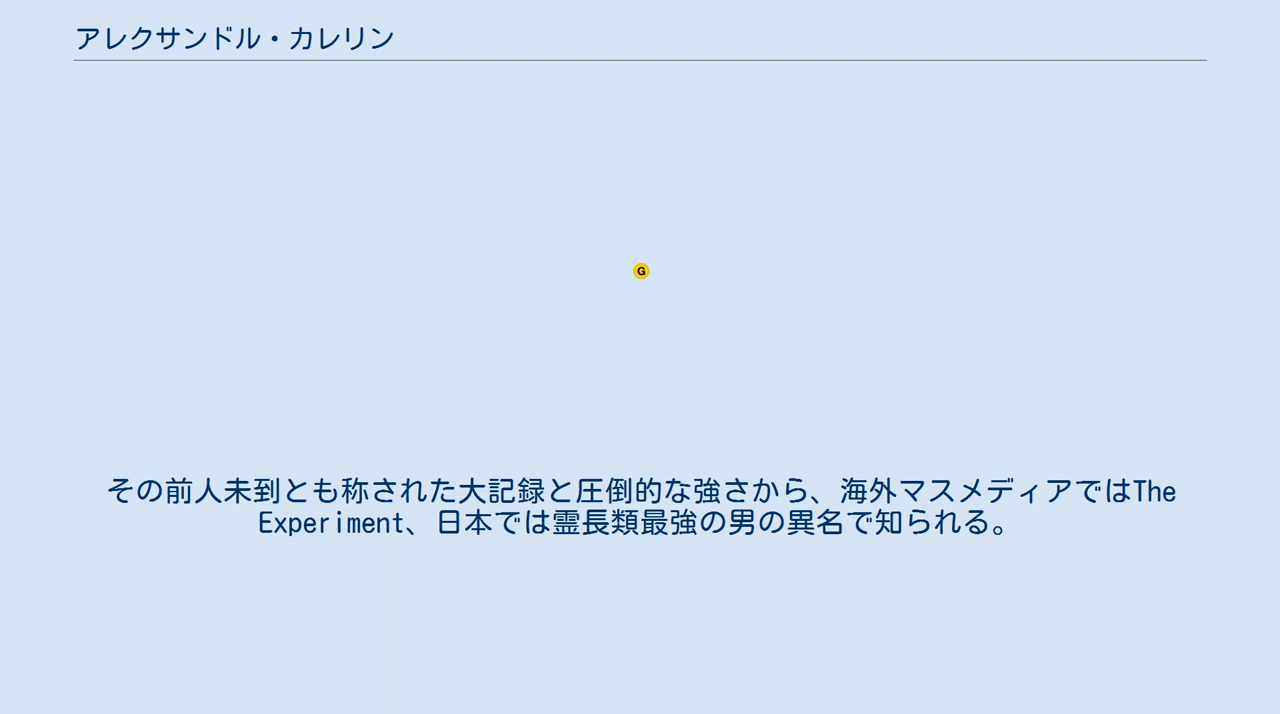 アレクサンドル・カレリン
G
その前人未到とも称された大記録と圧倒的な強さから、海外マスメディアではThe
Experiment、日本では霊長類最強の男の異名で知られる。